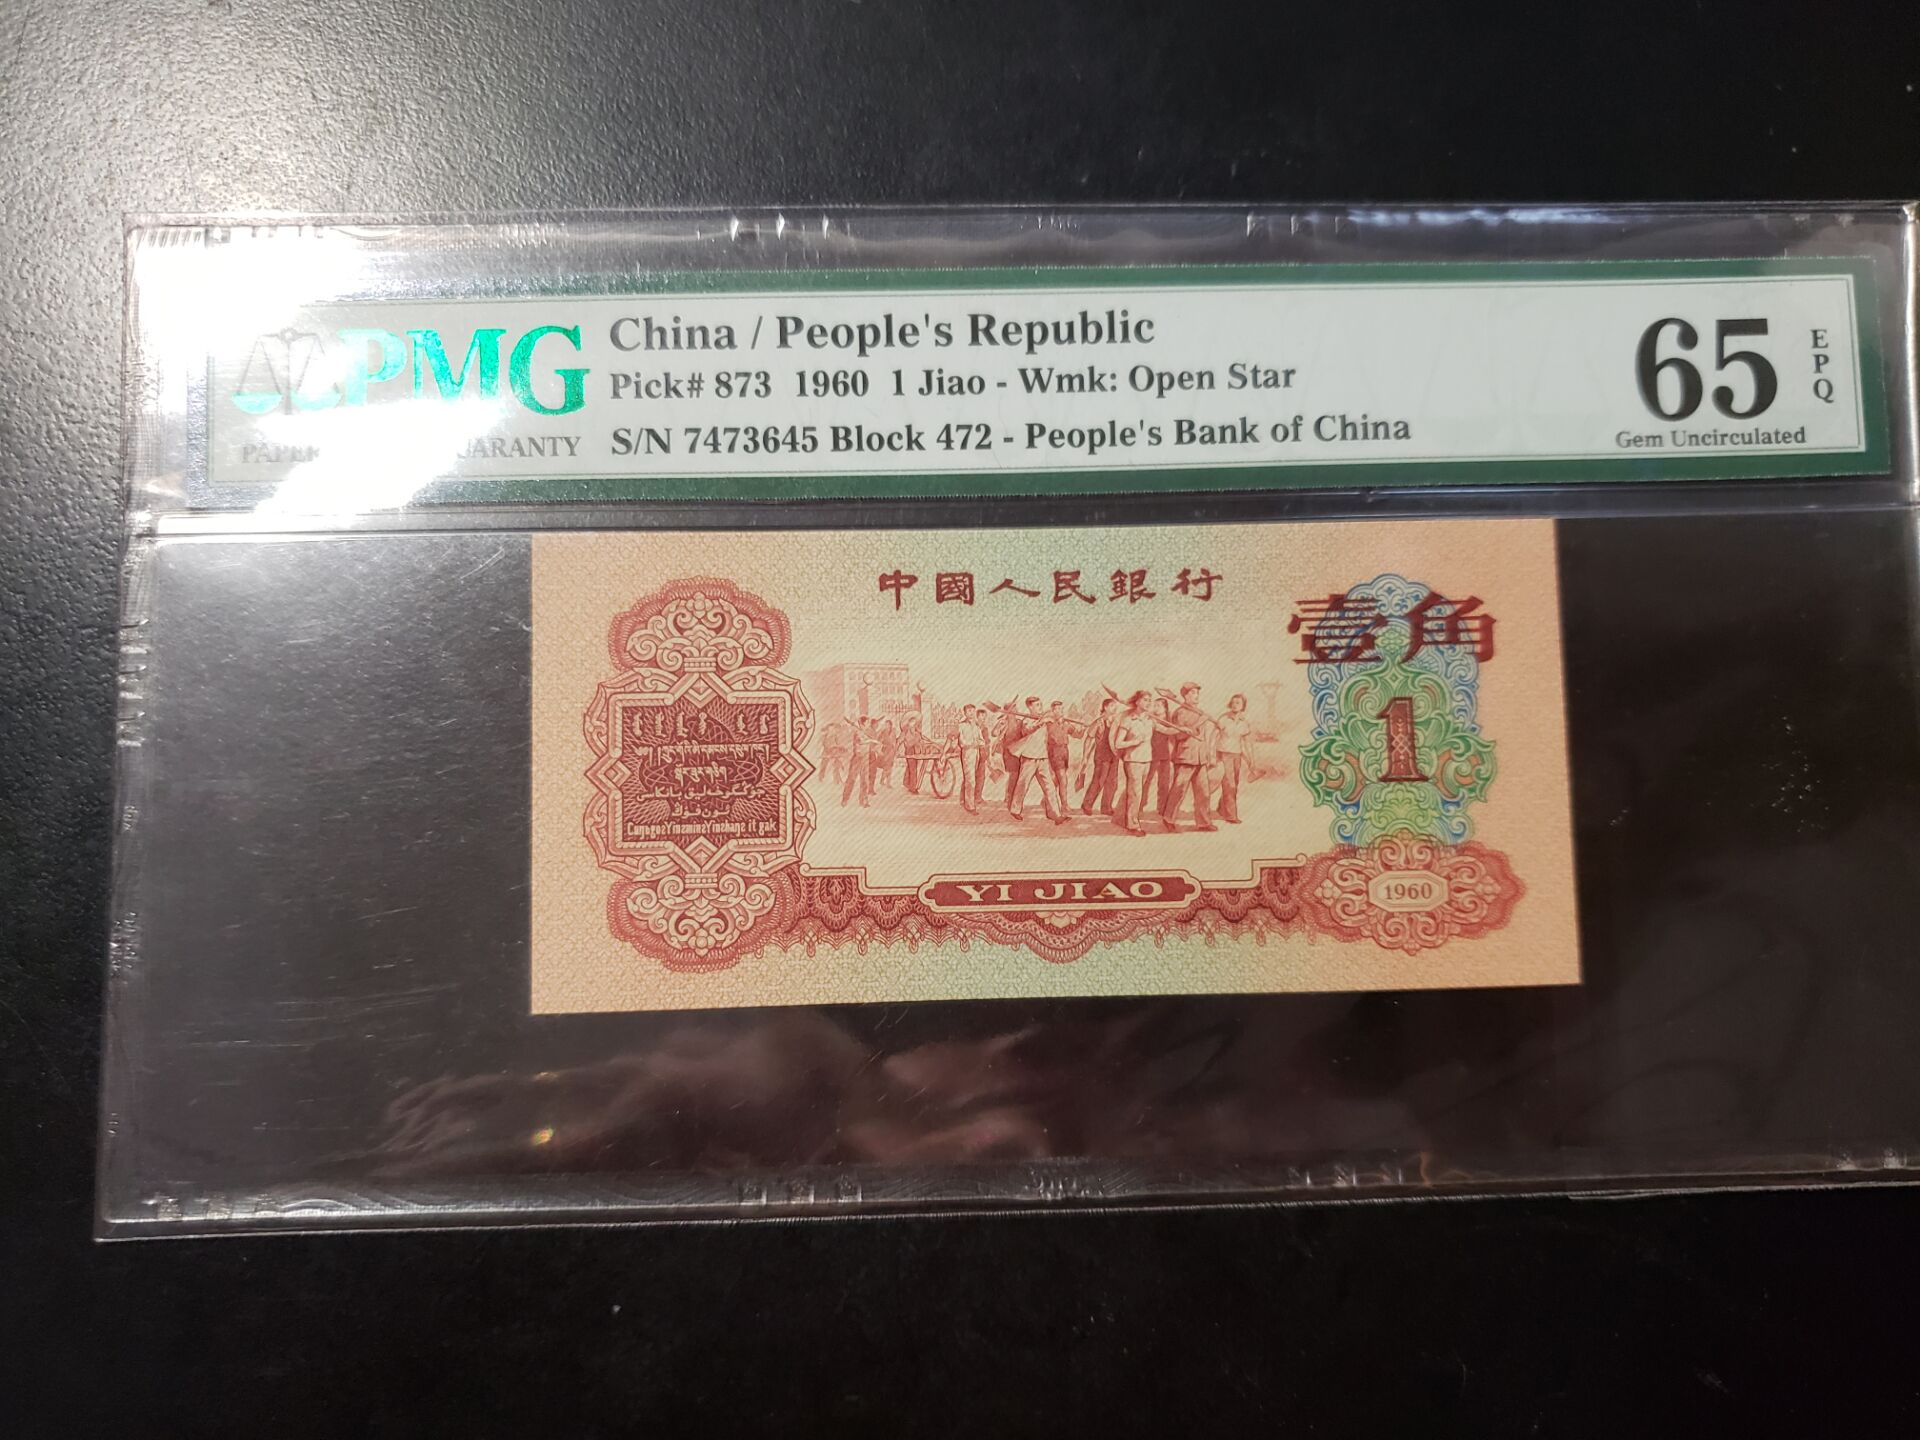 PMG
China / People's Republic
Pick# 873 1960 1 Jiao - Wmk: Open Star
S/N 7473645 Block 472 - People's Bank of China
65
EPQ
Gem Uncirculated
中國人民銀行
壹角
1
YI JIAO
1960